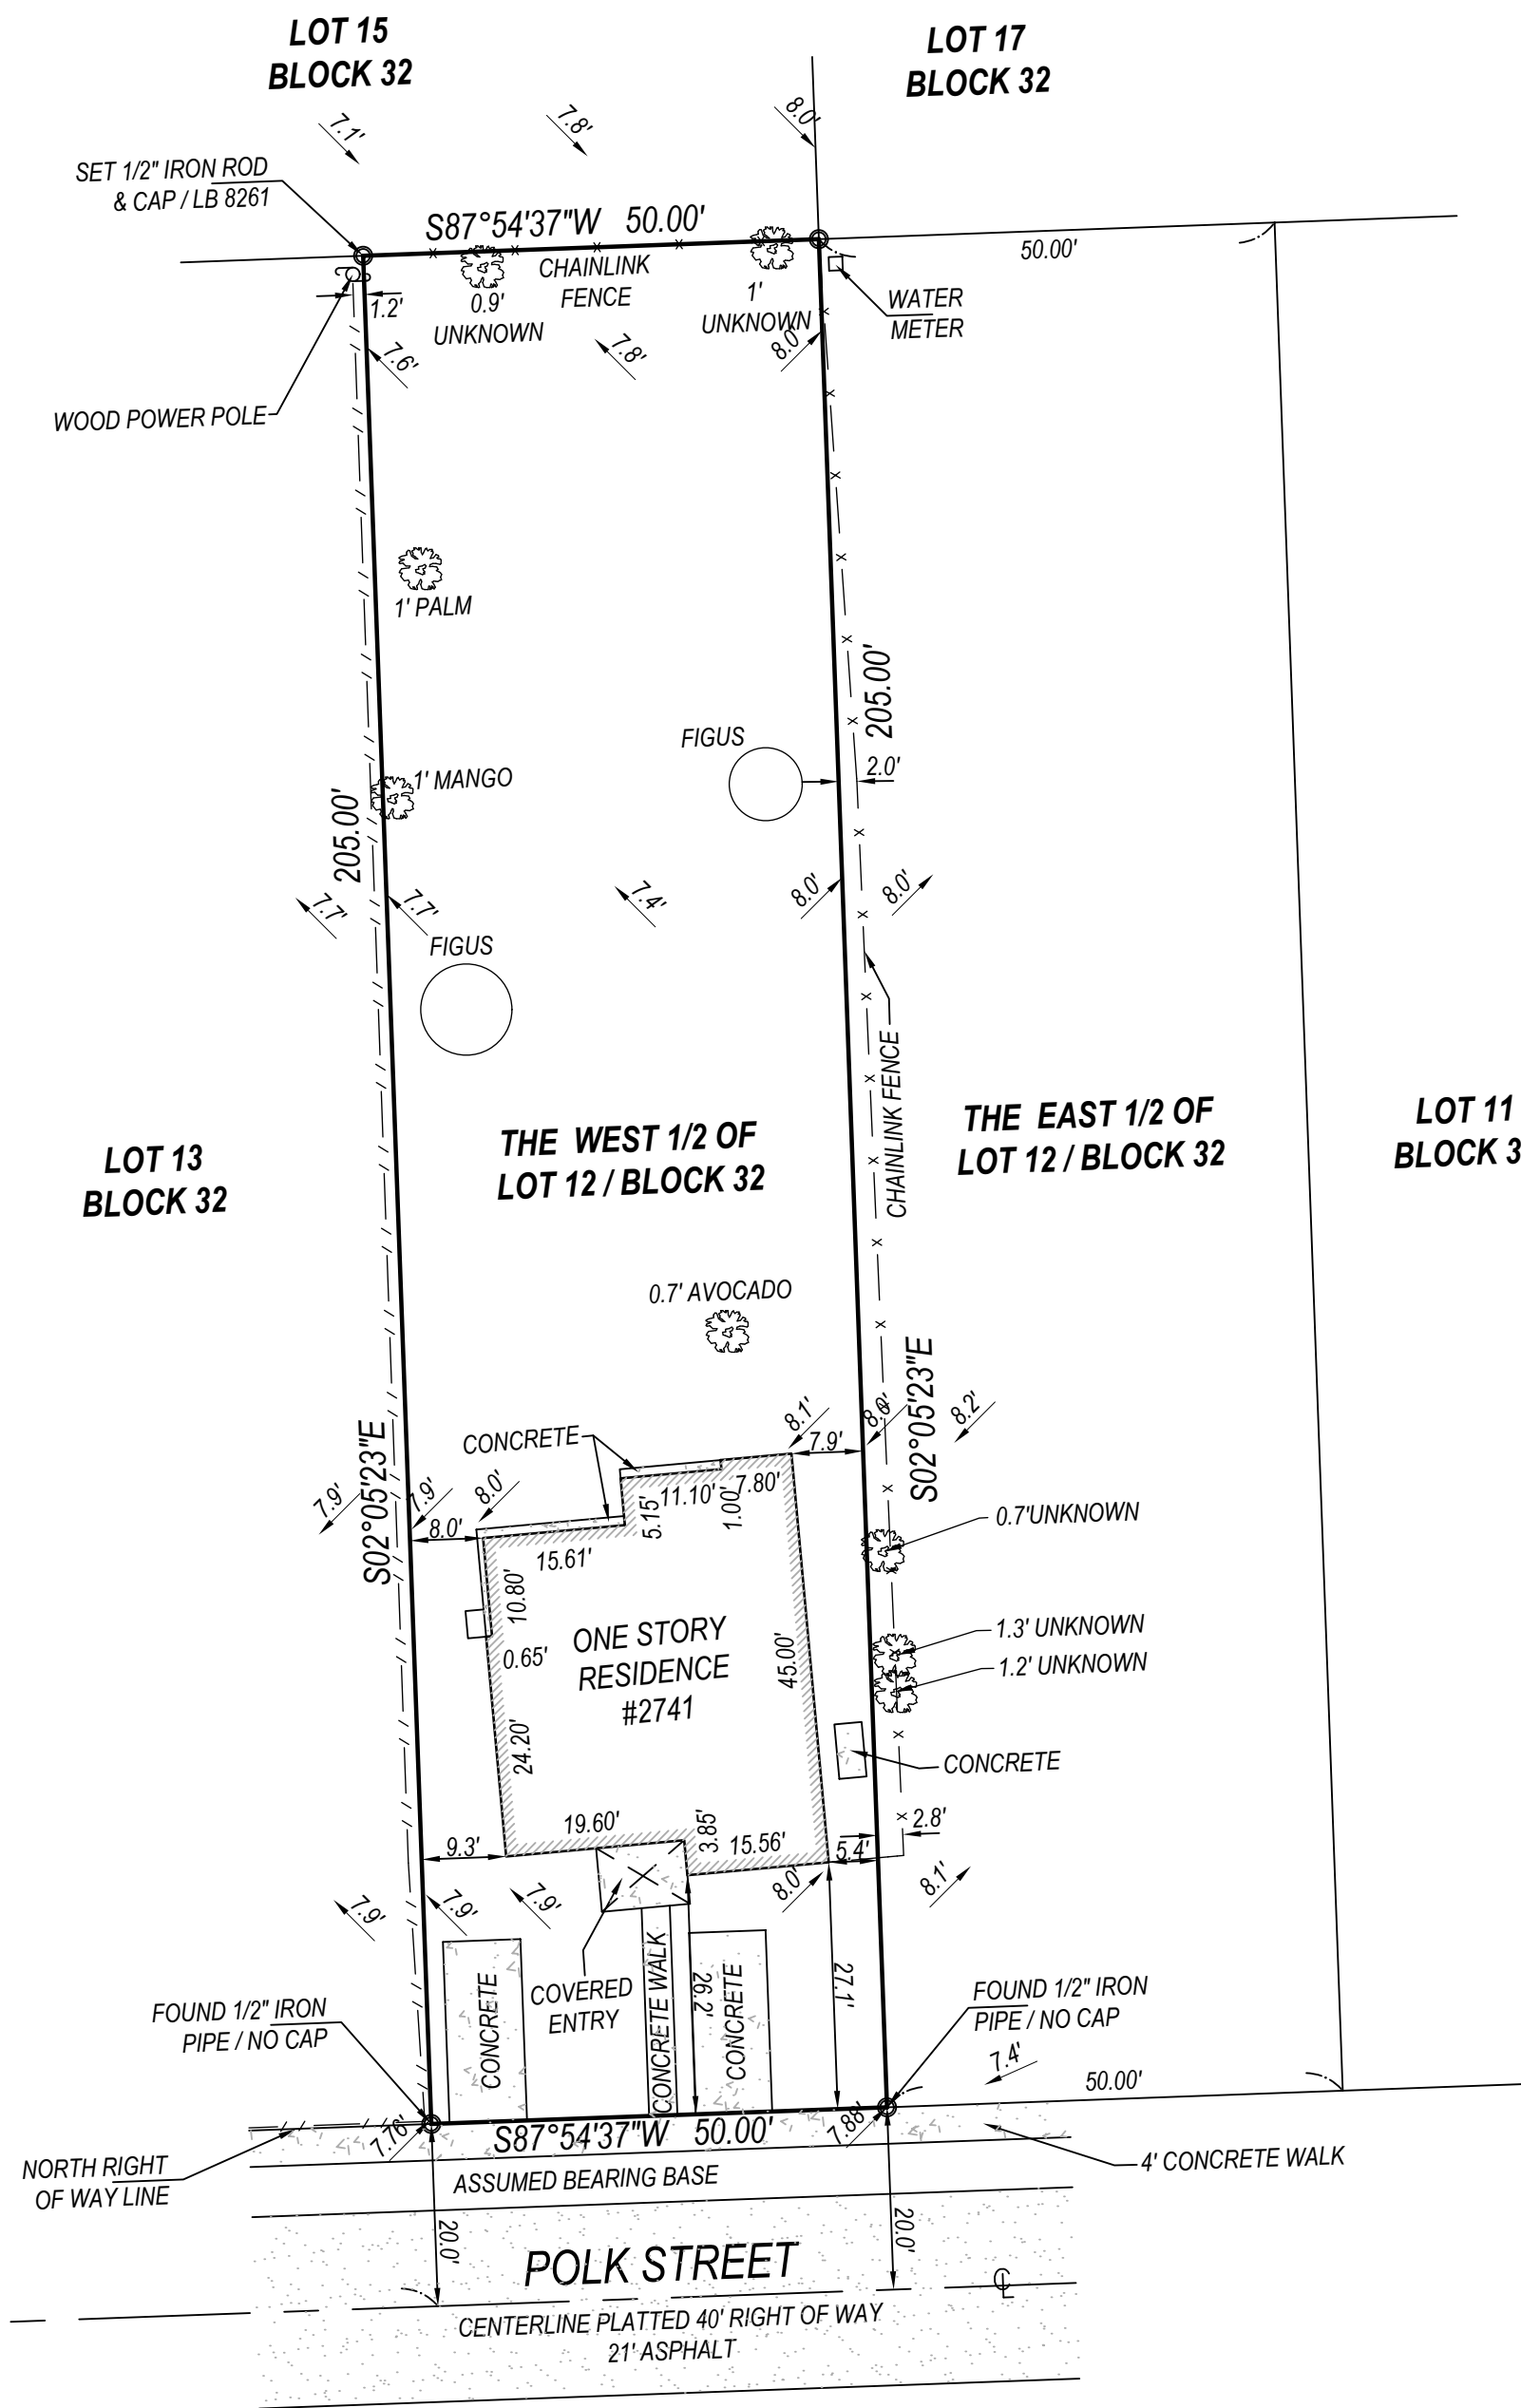 LOT 15
BLOCK 32
LOT 17
BLOCK 32
7.1'
7.8'
8.0'
SET 1/2" IRON ROD
& CAP / LB 8261
S87°54'37"W 50.00'
50.00'
CHAINLINK
FENCE
1.2'
0.9'
UNKNOWN
1'
UNKNOWN
WATER
METER
7.6'
7.8'
8.0'
WOOD POWER POLE
1' PALM
205.00'
FIGUS
2.0'
1' MANGO
205.00'
7.7'
7.7'
7.4'
8.0'
8.0'
FIGUS
CHAINLINK FENCE
LOT 13
BLOCK 32
THE WEST 1/2 OF
LOT 12 / BLOCK 32
THE EAST 1/2 OF
LOT 12 / BLOCK 32
LOT 11
BLOCK 3
0.7' AVOCADO
S02°05'23"E
S02°05'23"E
8.1'
8.0'
8.2'
CONCRETE
7.9'
7.9'
7.9'
8.0'
8.0'
11.10'
7.80'
5.15'
1.00'
15.61'
0.7'UNKNOWN
10.80'
ONE STORY
RESIDENCE
#2741
0.65'
45.00'
1.3' UNKNOWN
1.2' UNKNOWN
24.20'
CONCRETE
19.60'
3.85'
15.56'
2.8'
9.3'
5.4'
7.9'
7.9'
7.9'
8.0'
8.1'
CONCRETE
COVERED
ENTRY
CONCRETE WALK
26.2'
CONCRETE
27.1'
FOUND 1/2" IRON
PIPE / NO CAP
FOUND 1/2" IRON
PIPE / NO CAP
7.4'
50.00'
7.76'
S87°54'37"W 50.00'
7.88'
NORTH RIGHT
OF WAY LINE
ASSUMED BEARING BASE
4' CONCRETE WALK
20.0'
20.0'
POLK STREET
CL
CENTERLINE PLATTED 40' RIGHT OF WAY
21' ASPHALT